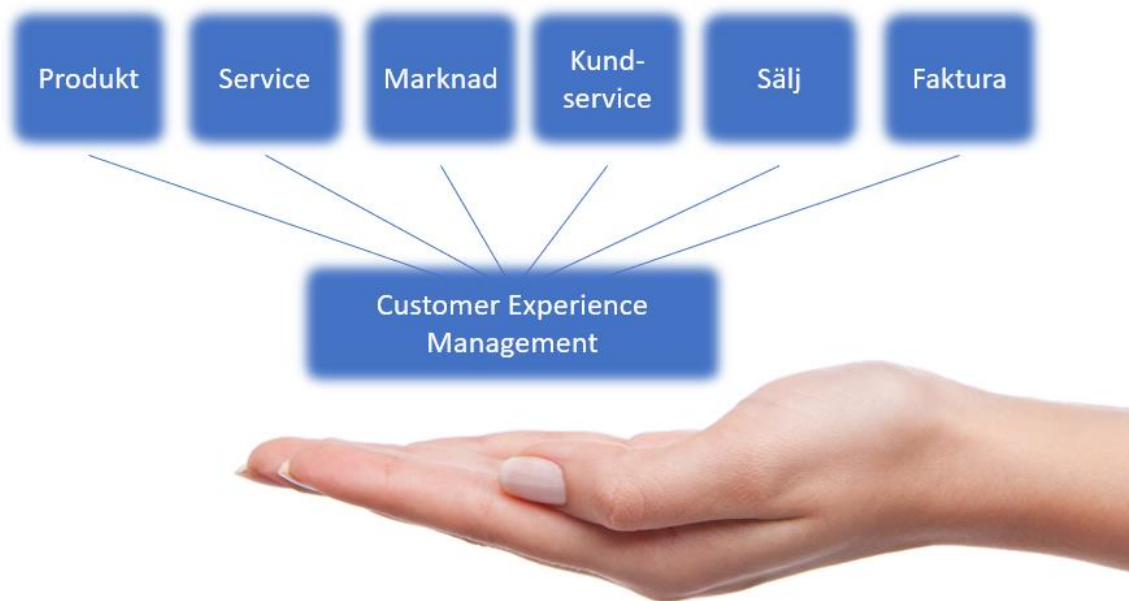 Produkt
Service
Marknad
Kund-
service
Sälj
Faktura
Customer Experience
Management